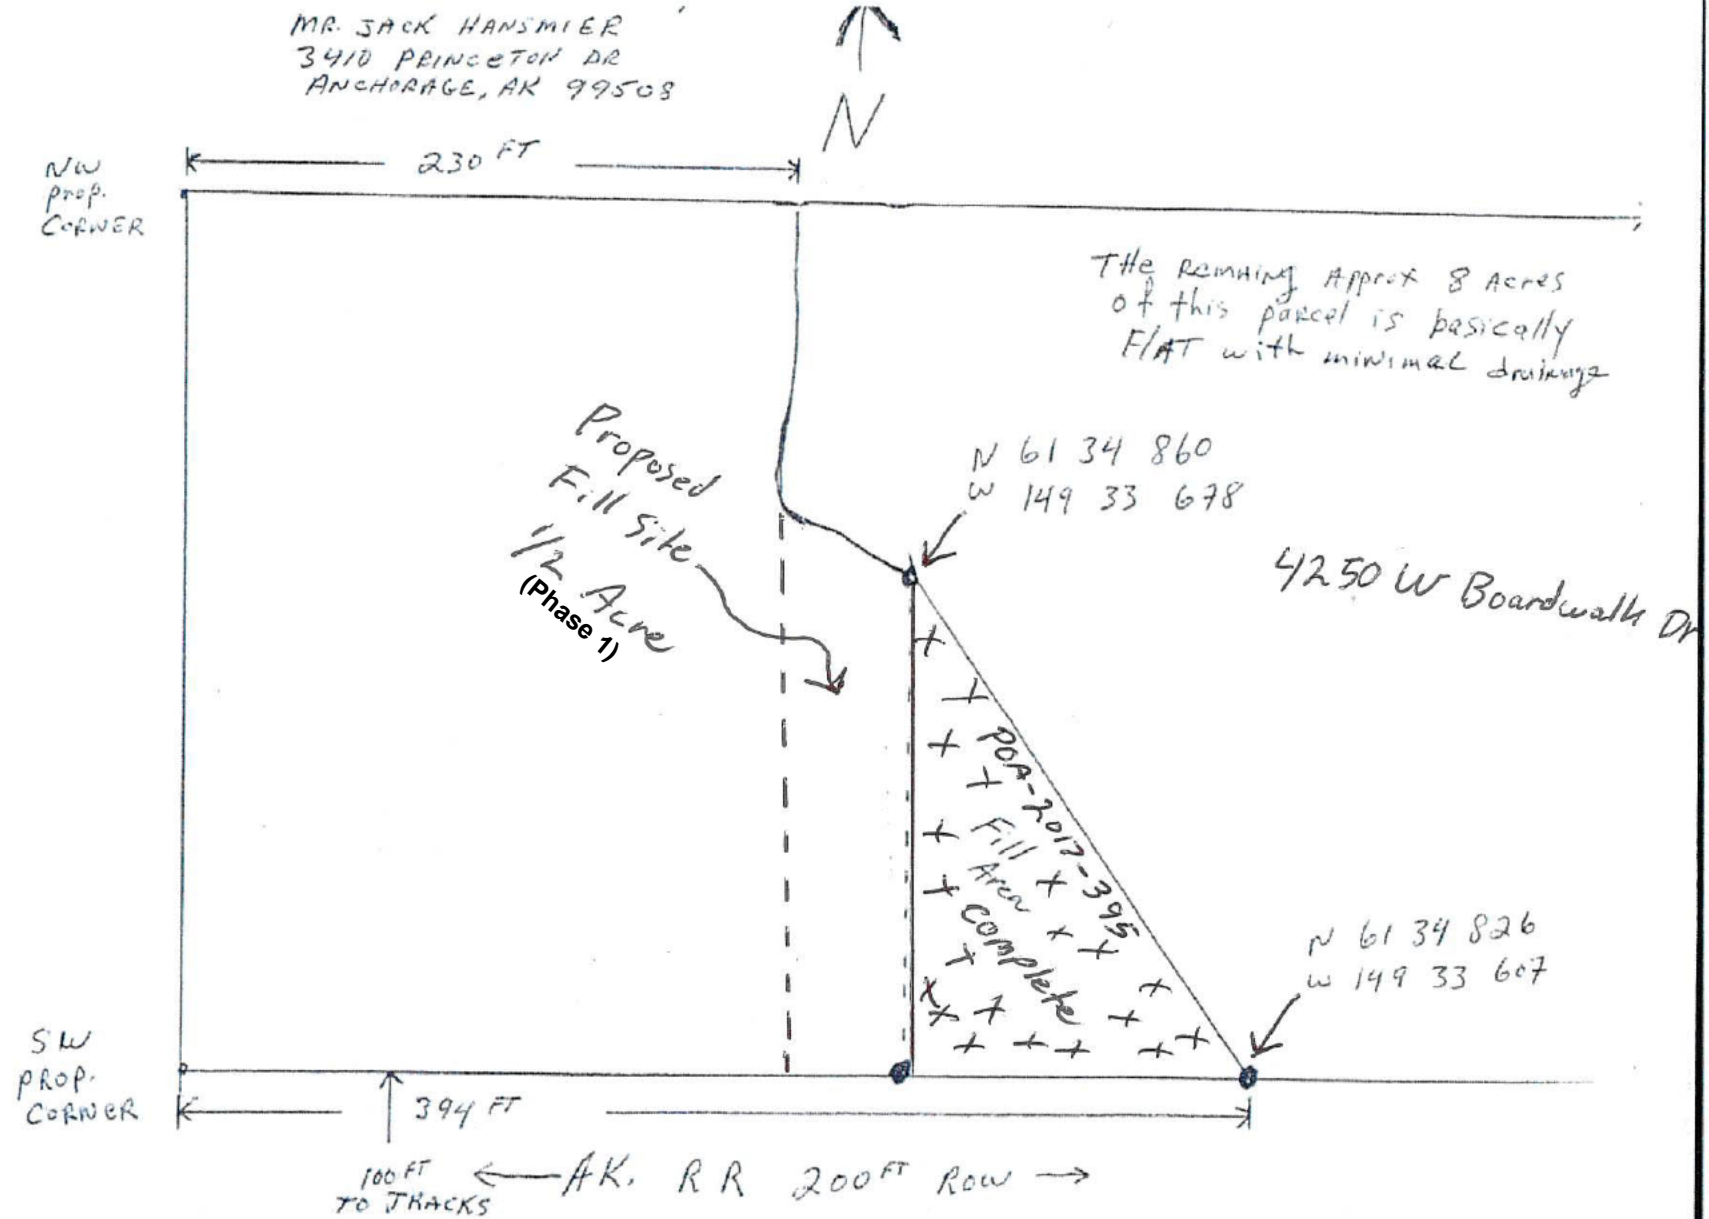 MR. JACK HANSMIER
3410 PRINCETON DR
ANCHORAGE, AK 99508
N
NW
prop.
CORNER
230 FT
THe RemAing Approx 8 Acres
of this parcel is basically
FlAT with minimal drainage
Proposed
Fill Site
1/2 Acre
(Phase 1)
N 61 34 860
W 149 33 678
4250 W Boardwalk Dr
POA-2017-395
Fill
Area
Complete
N 61 34 826
W 149 33 607
SW
PROP.
CORNER
394 FT
100 FT
TO TRACKS
AK. RR 200 FT ROW